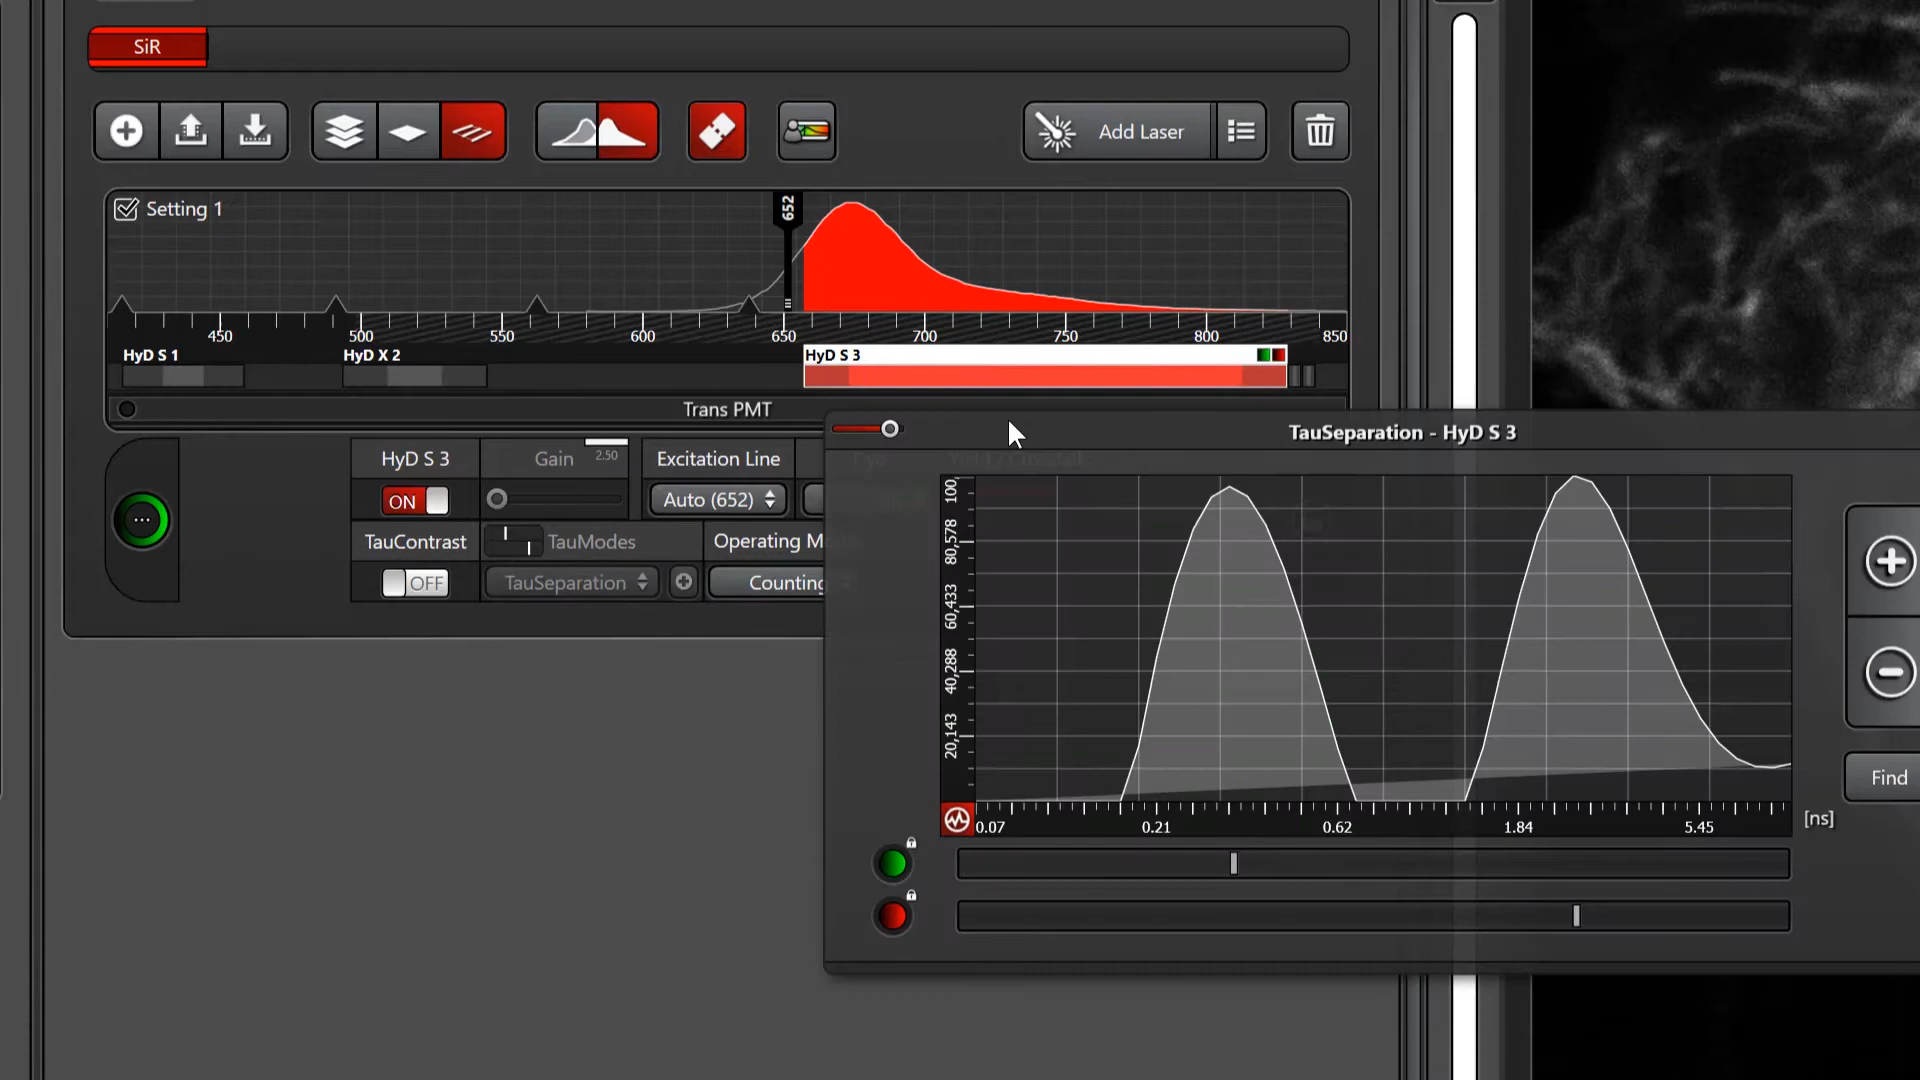 SiR
Add Laser
Setting 1
652
450 500 550 600 650 700 750 800 850
HyD S 1 HyD X 2 HyD S 3
Trans PMT
TauSeparation - HyD S 3
HyD S 3 Gain 2.50 Excitation Line
ON Auto (652)
TauContrast TauModes Operating M
OFF TauSeparation Counting
100,
80,578
60,433
40,288
20,143
0.07 0.21 0.62 1.84 5.45 [ns]
Find